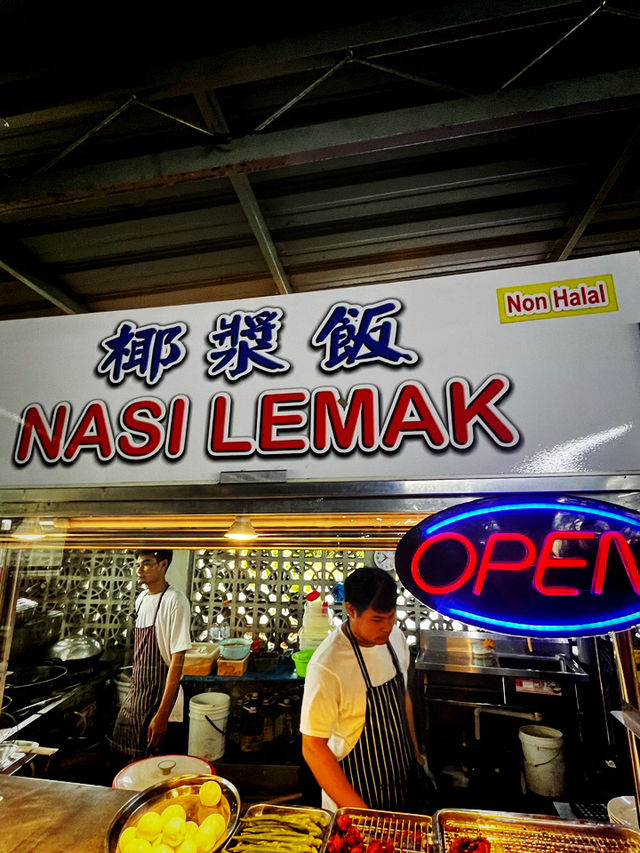 Non Halal
椰漿飯
NASI LEMAK
OPEN